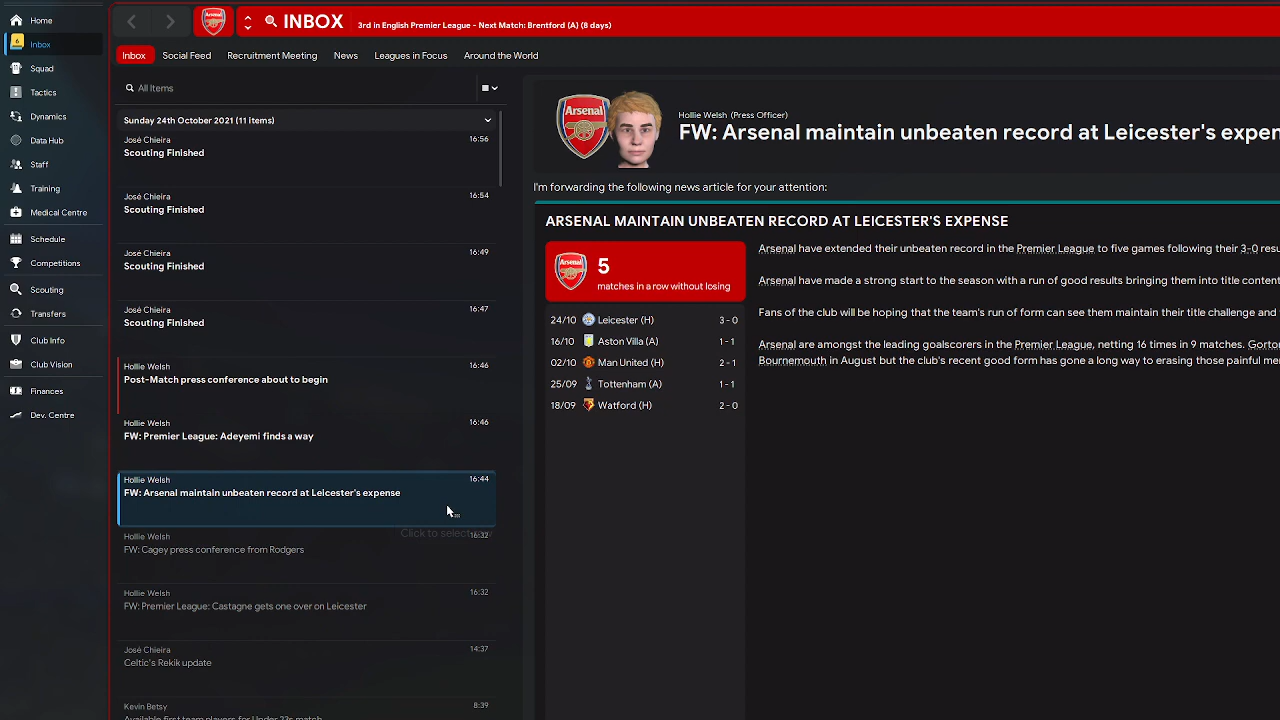 Home
INBOX
3rd in English Premier League - Next Match: Brentford (A) (8 days)
6
Inbox
Squad
Tactics
Dynamics
Data Hub
Staff
Training
Medical Centre
Schedule
Competitions
Scouting
Transfers
Club Info
Club Vision
Finances
Dev. Centre
Inbox
Social Feed
Recruitment Meeting
News
Leagues in Focus
Around the World
All Items
Sunday 24th October 2021 (11 items)
José Chieira 16:56
Scouting Finished
José Chieira 16:54
Scouting Finished
José Chieira 16:49
Scouting Finished
José Chieira 16:47
Scouting Finished
Hollie Welsh 16:46
Post-Match press conference about to begin
Hollie Welsh 16:46
FW: Premier League: Adeyemi finds a way
Hollie Welsh 16:44
FW: Arsenal maintain unbeaten record at Leicester's expense
Click to select row
Hollie Welsh 16:32
FW: Cagey press conference from Rodgers
Hollie Welsh 16:32
FW: Premier League: Castagne gets one over on Leicester
José Chieira 14:37
Celtic's Rekik update
Kevin Betsy 8:39
Available first team players for Under 23s match
Arsenal
Hollie Welsh (Press Officer)
FW: Arsenal maintain unbeaten record at Leicester's expen
I'm forwarding the following news article for your attention:
ARSENAL MAINTAIN UNBEATEN RECORD AT LEICESTER'S EXPENSE
Arsenal
5
matches in a row without losing
24/10 Leicester (H) 3 - 0
16/10 Aston Villa (A) 1 - 1
02/10 Man United (H) 2 - 1
25/09 Tottenham (A) 1 - 1
18/09 Watford (H) 2 - 0
Arsenal have extended their unbeaten record in the Premier League to five games following their 3-0 resu
Arsenal have made a strong start to the season with a run of good results bringing them into title content
Fans of the club will be hoping that the team's run of form can see them maintain their title challenge and
Arsenal are amongst the leading goalscorers in the Premier League, netting 16 times in 9 matches. Gorto
Bournemouth in August but the club's recent good form has gone a long way to erasing those painful me